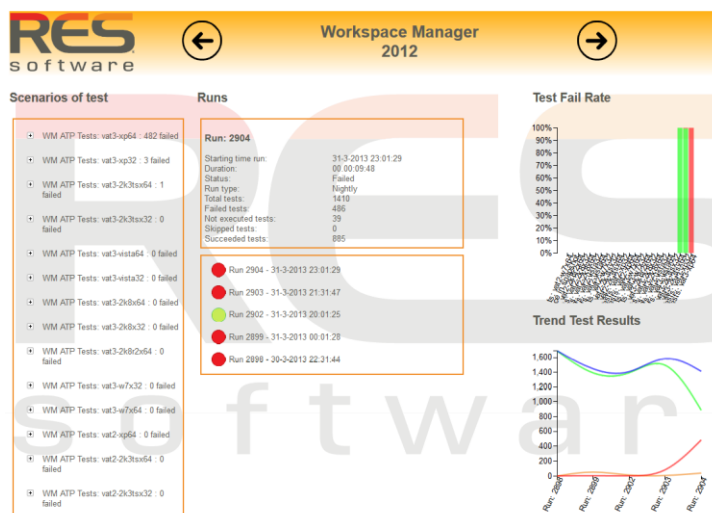 RES
software
Workspace Manager
2012
Scenarios of test
WM ATP Tests: vat3-xp64 : 482 failed
WM ATP Tests: vat3-xp32 : 3 failed
WM ATP Tests: vat3-2k3tsx64 : 1
failed
WM ATP Tests: vat3-2k3tsx32 : 0
failed
WM ATP Tests: vat3-vista64 : 0 failed
WM ATP Tests: vat3-vista32 : 0 failed
WM ATP Tests: vat3-2k8x64 : 0 failed
WM ATP Tests: vat3-2k8x32 : 0 failed
WM ATP Tests: vat3-2k8r2x64 : 0
failed
WM ATP Tests: vat3-w7x32 : 0 failed
WM ATP Tests: vat3-w7x64 : 0 failed
WM ATP Tests: vat2-xp64 : 0 failed
WM ATP Tests: vat2-2k3tsx64 : 0
failed
WM ATP Tests: vat2-2k3tsx32 : 0
failed
Runs
Run: 2904
Starting time run: 31-3-2013 23:01:29
Duration: 00 00:09:48
Status: Failed
Run type: Nightly
Total tests: 1410
Failed tests: 486
Not executed tests: 39
Skipped tests: 0
Succeeded tests: 885
Run 2904 - 31-3-2013 23:01:29
Run 2903 - 31-3-2013 21:31:47
Run 2902 - 31-3-2013 20:01:25
Run 2899 - 31-3-2013 00:01:28
Run 2898 - 30-3-2013 22:31:44
Test Fail Rate
100%
90%
80%
70%
60%
50%
40%
30%
20%
10%
0%
Trend Test Results
1,600
1,400
1,200
1,000
800
600
400
200
0
Run: 2898
Run: 2899
Run: 2902
Run: 2903
Run: 2904
RES
softwar